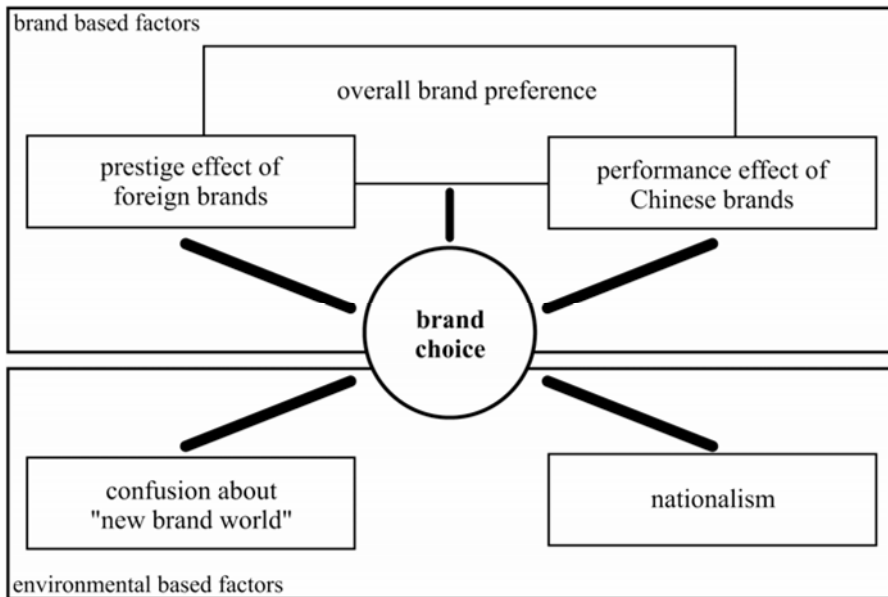 brand based factors
overall brand preference
prestige effect of
foreign brands
performance effect of
Chinese brands
brand
choice
confusion about
"new brand world"
nationalism
environmental based factors